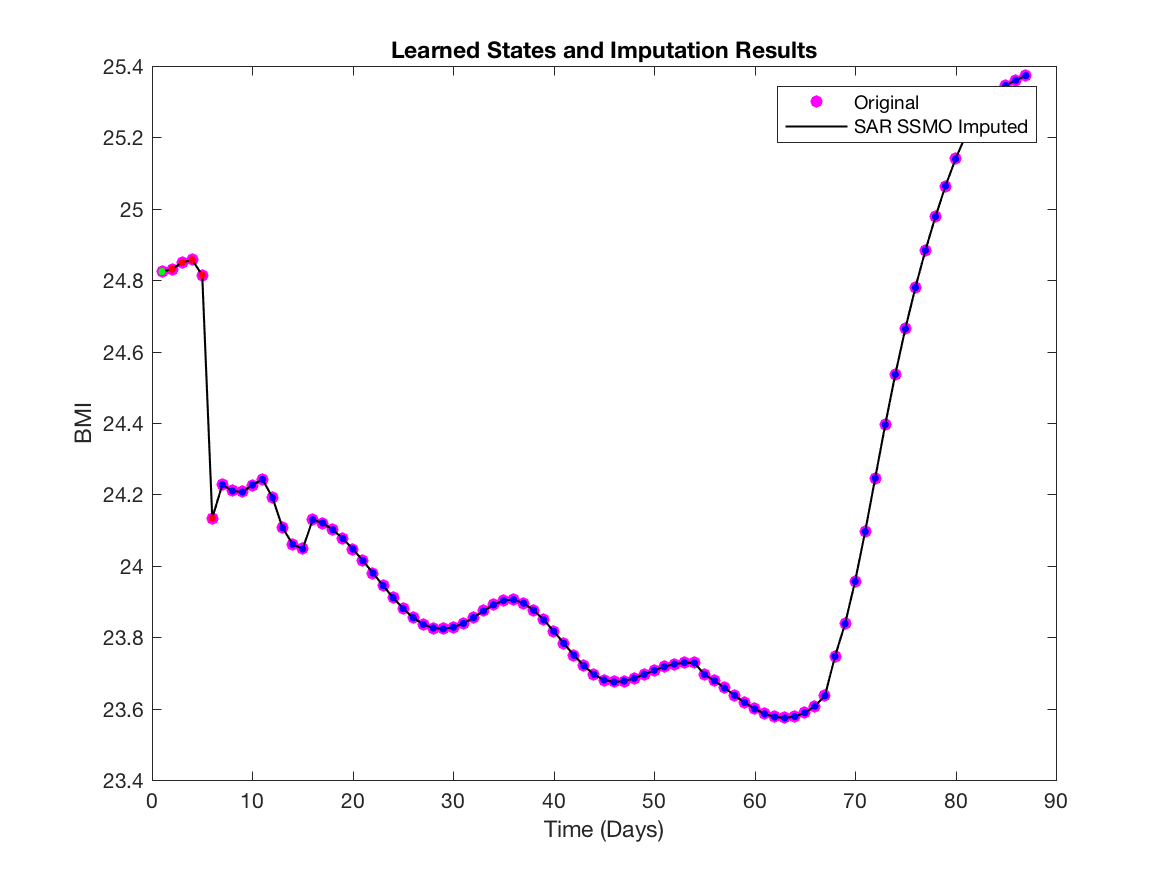 Learned States and Imputation Results
25.4
25.2
25
24.8
24.6
24.4
24.2
24
23.8
23.6
23.4
BMI
Original
SAR SSMO Imputed
0 10 20 30 40 50 60 70 80 90
Time (Days)